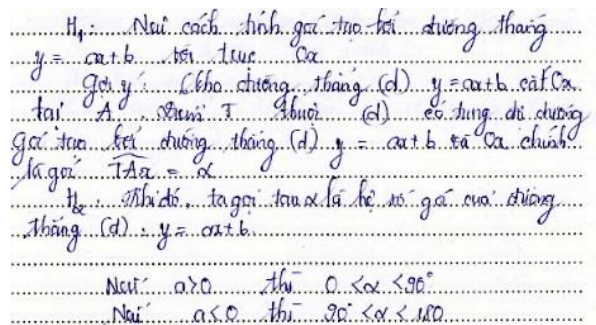 H₁: Nêu cách tính góc tạo bởi đường thẳng
y = ax+b với trục Ox
Gợi ý: Cho đường thẳng (d) y = ax+b cắt Ox
tại A. Điểm T thuộc (d) có tung độ dương
Góc tạo bởi đường thẳng (d) y = ax+b và Ox chính
là góc TAx = α
H₂: Khi đó, ta gọi tan α là hệ số góc của đường
thẳng (d): y = ax+b.
Nếu a>0 thì 0 < α < 90°
Nếu a<0 thì 90° < α < 180